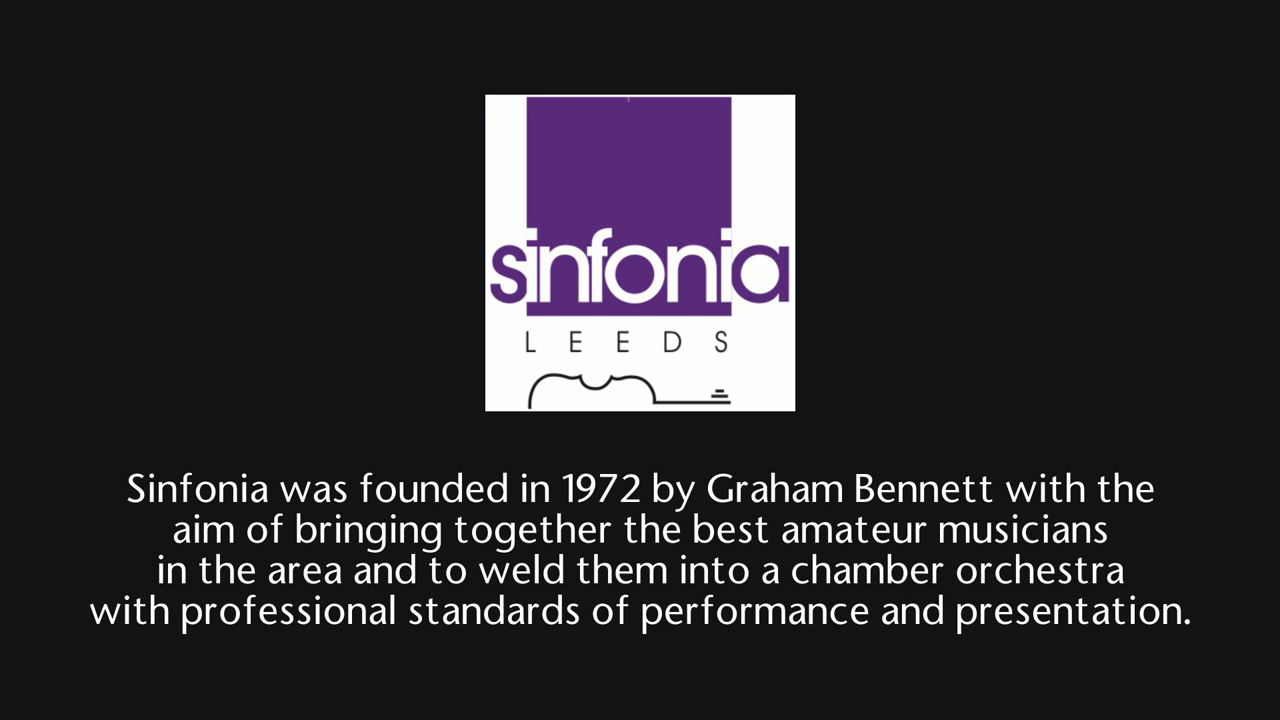 sinfonia
LEEDS
Sinfonia was founded in 1972 by Graham Bennett with the
aim of bringing together the best amateur musicians
in the area and to weld them into a chamber orchestra
with professional standards of performance and presentation.